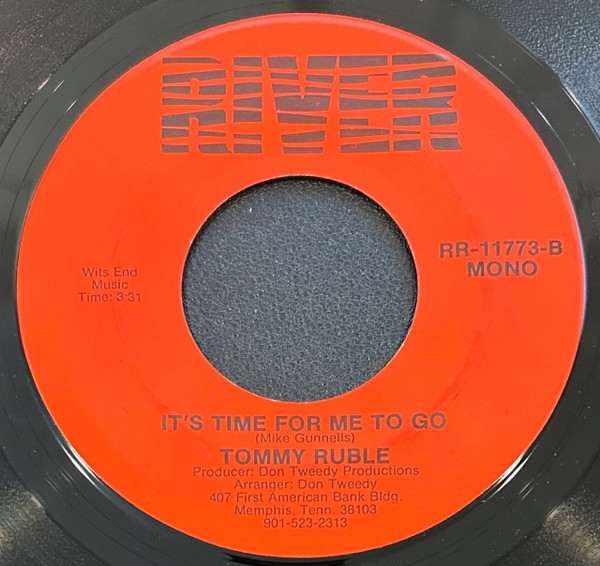 RIVER
RR-11773-B
MONO
Wits End
Music
Time: 3:31
IT'S TIME FOR ME TO GO
(Mike Gunnells)
TOMMY RUBLE
Producer: Don Tweedy Productions
Arranger: Don Tweedy
407 First American Bank Bldg.
Memphis, Tenn. 38103
901-523-2313